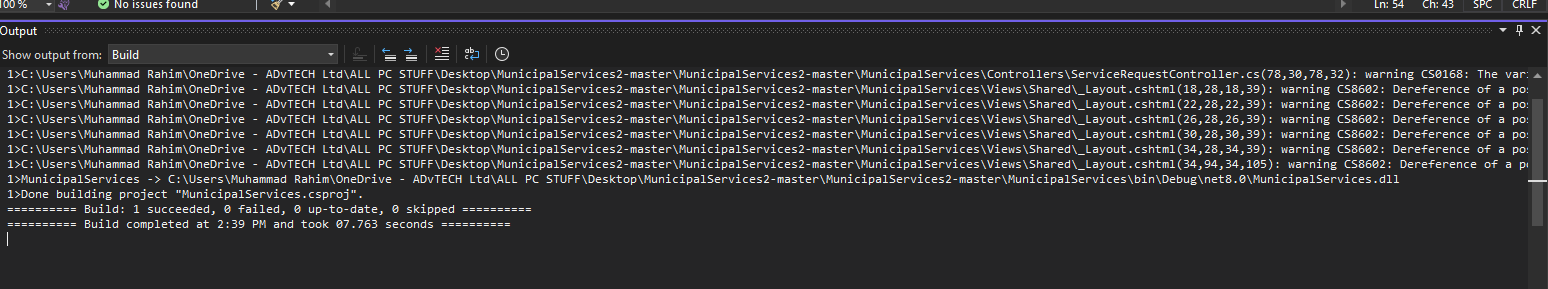 100 %
No issues found
Ln: 54 Ch: 43 SPC CRLF
Output
Show output from: Build
1>C:\Users\Muhammad Rahim\OneDrive - ADvTECH Ltd\ALL PC STUFF\Desktop\MunicipalServices2-master\MunicipalServices2-master\MunicipalServices\Controllers\ServiceRequestController.cs(78,30,78,32): warning CS0168: The var
1>C:\Users\Muhammad Rahim\OneDrive - ADvTECH Ltd\ALL PC STUFF\Desktop\MunicipalServices2-master\MunicipalServices2-master\MunicipalServices\Views\Shared\_Layout.cshtml(18,28,18,39): warning CS8602: Dereference of a pos
1>C:\Users\Muhammad Rahim\OneDrive - ADvTECH Ltd\ALL PC STUFF\Desktop\MunicipalServices2-master\MunicipalServices2-master\MunicipalServices\Views\Shared\_Layout.cshtml(22,28,22,39): warning CS8602: Dereference of a pos
1>C:\Users\Muhammad Rahim\OneDrive - ADvTECH Ltd\ALL PC STUFF\Desktop\MunicipalServices2-master\MunicipalServices2-master\MunicipalServices\Views\Shared\_Layout.cshtml(26,28,26,39): warning CS8602: Dereference of a pos
1>C:\Users\Muhammad Rahim\OneDrive - ADvTECH Ltd\ALL PC STUFF\Desktop\MunicipalServices2-master\MunicipalServices2-master\MunicipalServices\Views\Shared\_Layout.cshtml(30,28,30,39): warning CS8602: Dereference of a pos
1>C:\Users\Muhammad Rahim\OneDrive - ADvTECH Ltd\ALL PC STUFF\Desktop\MunicipalServices2-master\MunicipalServices2-master\MunicipalServices\Views\Shared\_Layout.cshtml(34,28,34,39): warning CS8602: Dereference of a pos
1>C:\Users\Muhammad Rahim\OneDrive - ADvTECH Ltd\ALL PC STUFF\Desktop\MunicipalServices2-master\MunicipalServices2-master\MunicipalServices\Views\Shared\_Layout.cshtml(34,94,34,105): warning CS8602: Dereference of a po
1>MunicipalServices -> C:\Users\Muhammad Rahim\OneDrive - ADvTECH Ltd\ALL PC STUFF\Desktop\MunicipalServices2-master\MunicipalServices2-master\MunicipalServices\bin\Debug\net8.0\MunicipalServices.dll
1>Done building project "MunicipalServices.csproj".
========== Build: 1 succeeded, 0 failed, 0 up-to-date, 0 skipped ==========
========== Build completed at 2:39 PM and took 07.763 seconds ==========